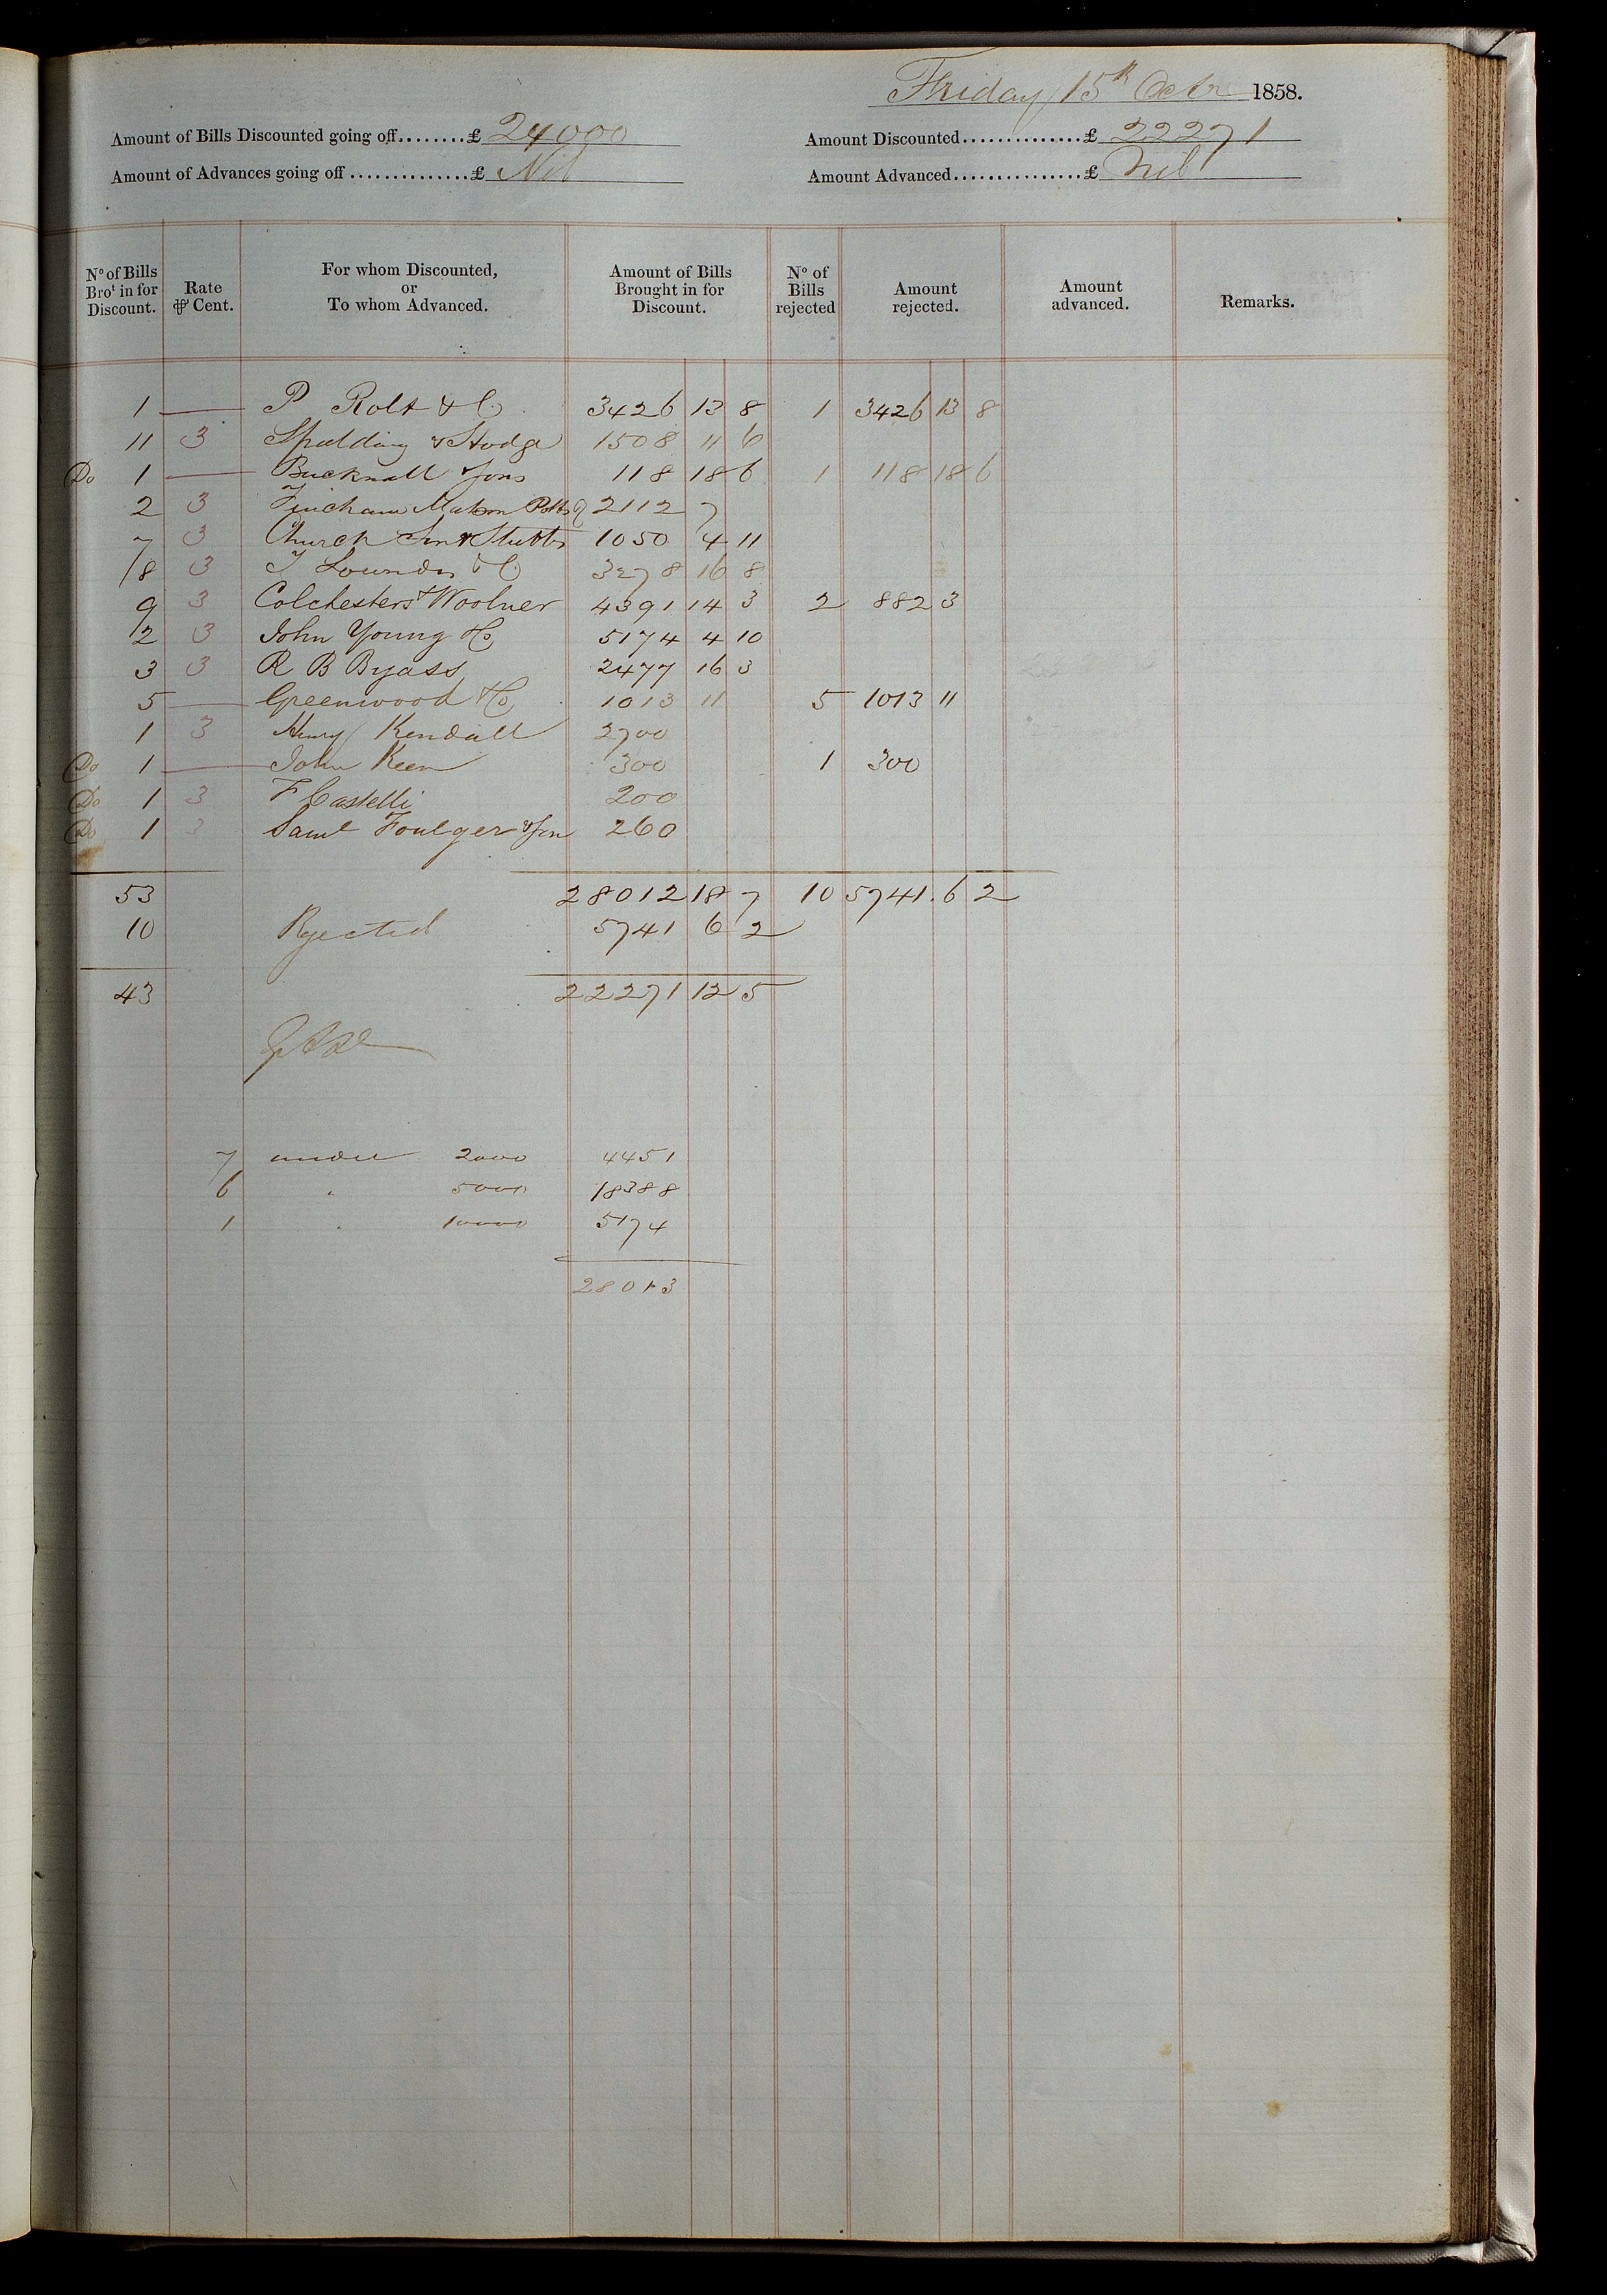 Friday 15th Octr 1858.
Amount of Bills Discounted going off........£ 24000 Amount Discounted..............£ 22271
Amount of Advances going off..............£ Nil Amount Advanced...............£ Nil
No of Bills Brot in for Discount. Rate ⅌ Cent. For whom Discounted, or To whom Advanced. Amount of Bills Brought in for Discount. No of Bills rejected Amount rejected. Amount advanced. Remarks.
1 — P Rolt & Co 3426 13 8 1 3426 13 8
11 3 Spalding & Hodge 1508 11 6
Do 1 — Bucknall & Sons 118 18 6 1 118 18 6
2 3 Fincham 2112 7
7 3 Church Son & Stubbs 1050 4 11
18 3 T Lowndes & Co 3278 16 8
9 3 Colchesters & Woolner 4391 14 3 2 882 3
2 3 John Young & Co 5174 4 10
3 3 R B Byass 2477 16 3
5 — Greenwood & Co 1013 11 5 1013 11
1 3 Henry Kendall 2700
Do 1 — John Keen 300 1 300
Do 1 3 F Castelli 200
Do 1 3 Saml Foulger & Son 260
53 28012 18 7 10 5741 6 2
10 Rejected 5741 6 2
43 22271 12 5
7 under 2000 4451
6 " 5000 18388
1 " 10000 5174
28013